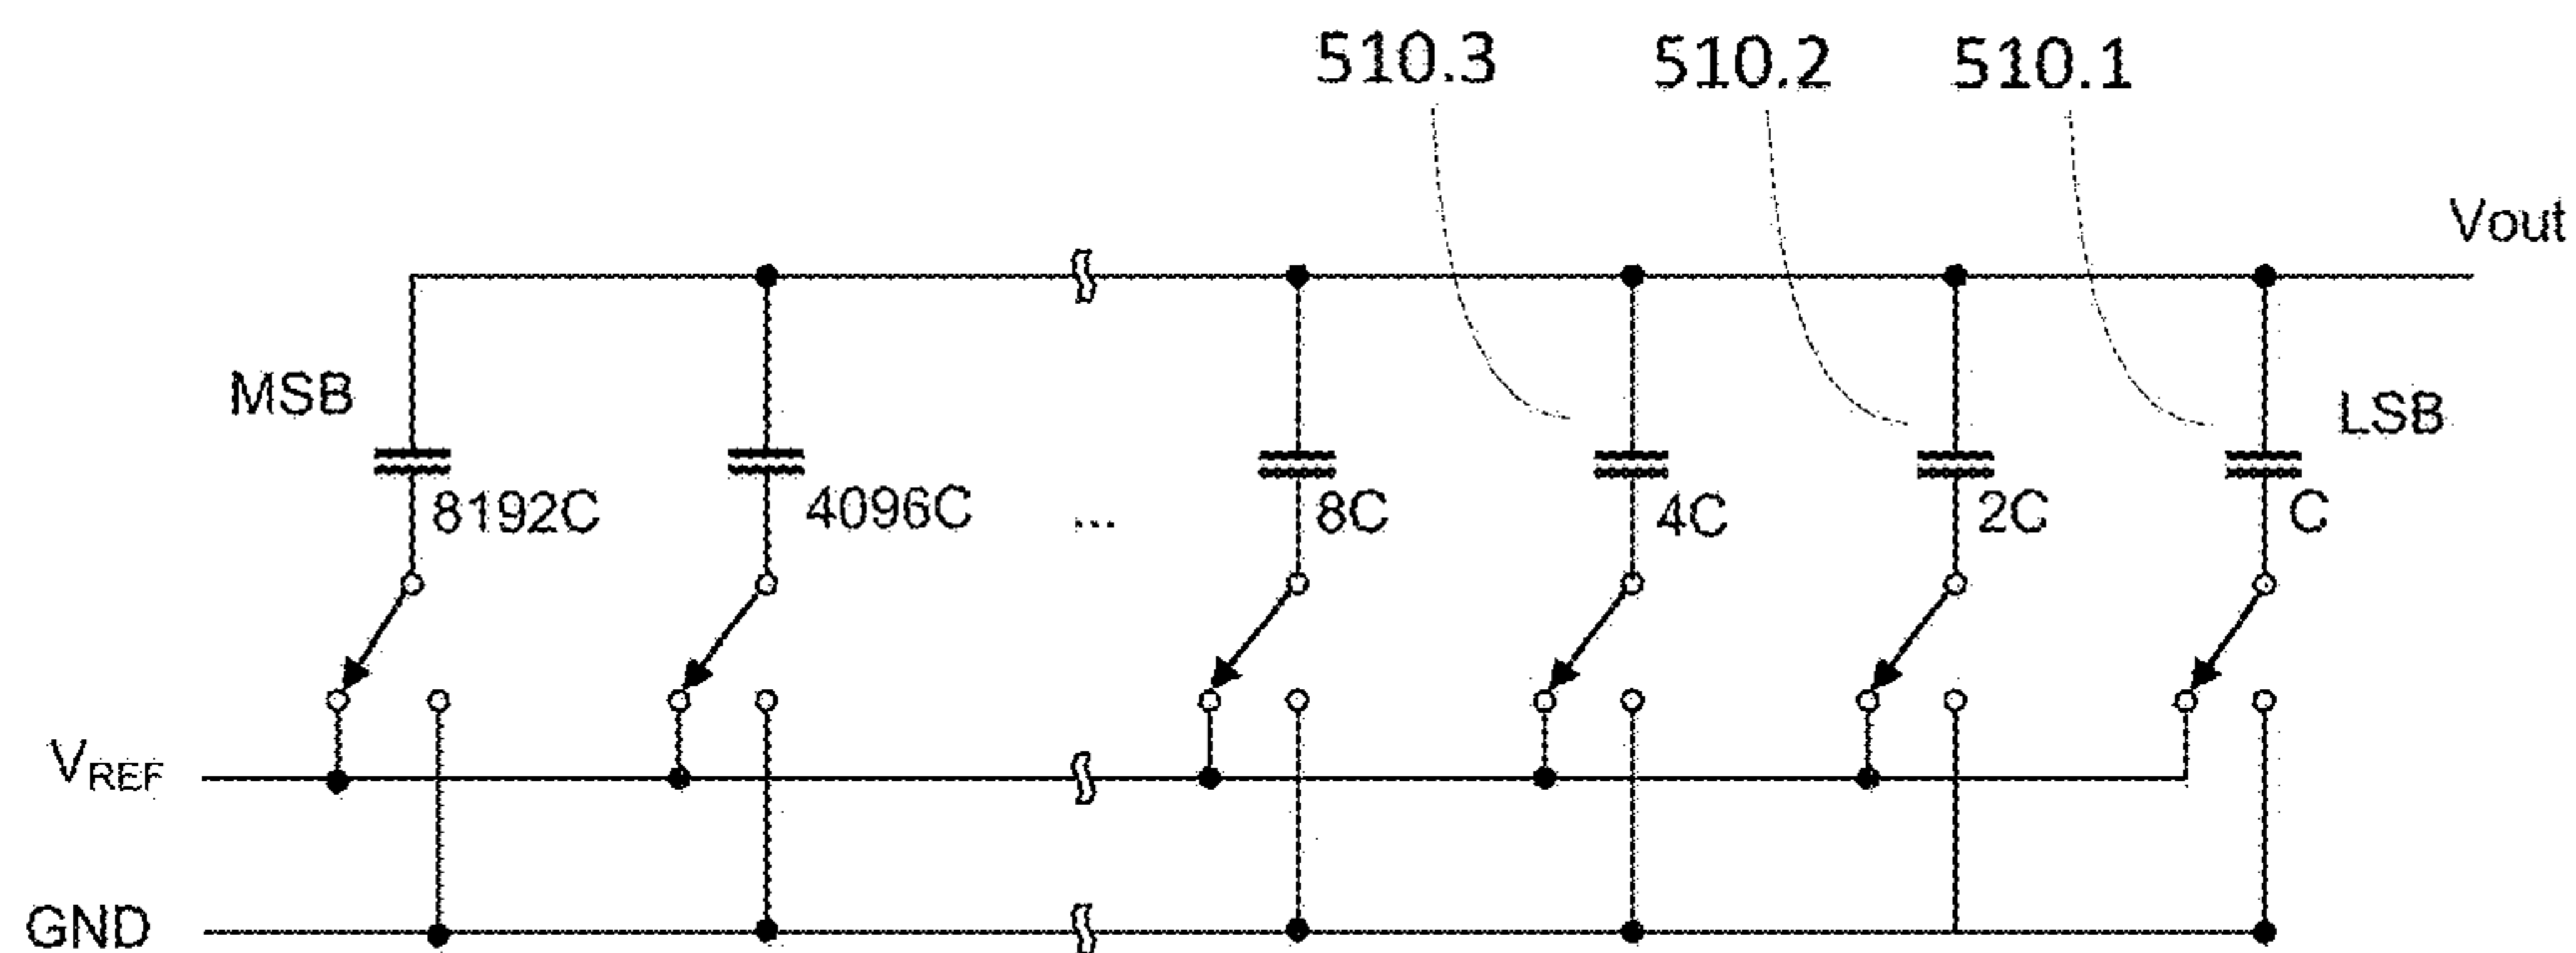 510.3 510.2 510.1
Vout
MSB
LSB
8192C 4096C ... 8C 4C 2C C
VREF
GND